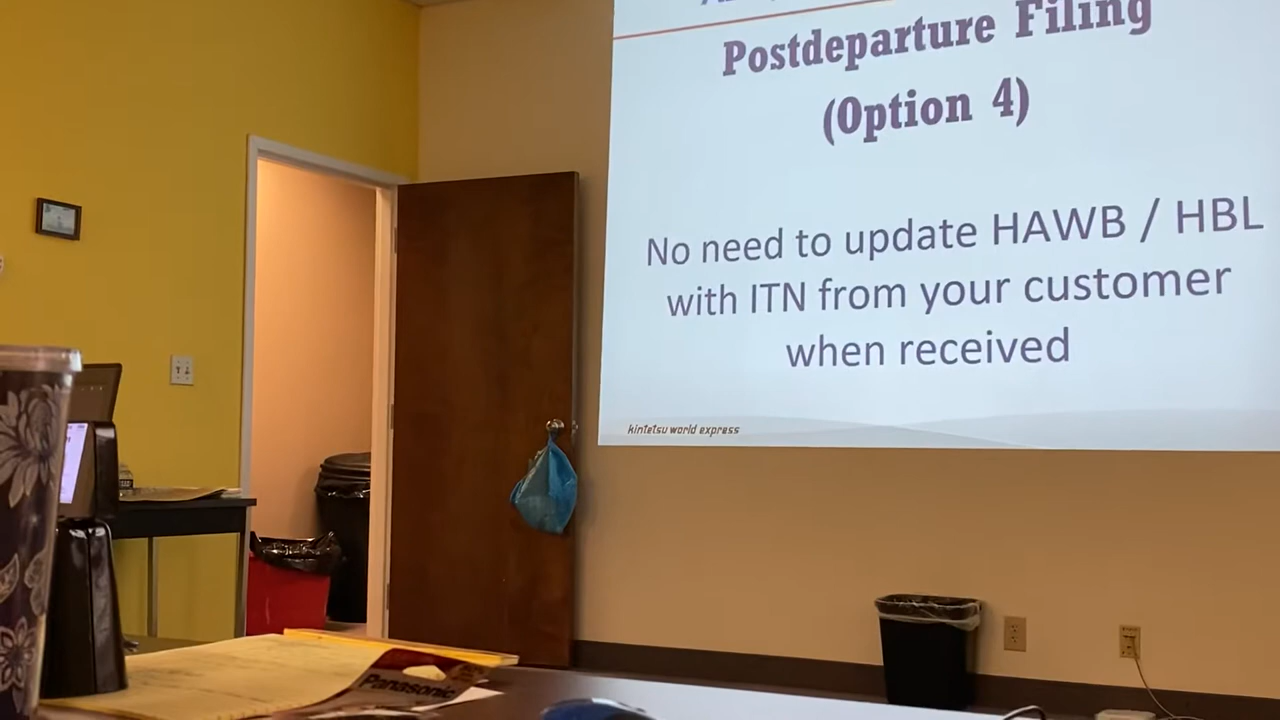 Postdeparture Filing
(Option 4)
No need to update HAWB / HBL
with ITN from your customer
when received
kintetsu world express
Panasonic